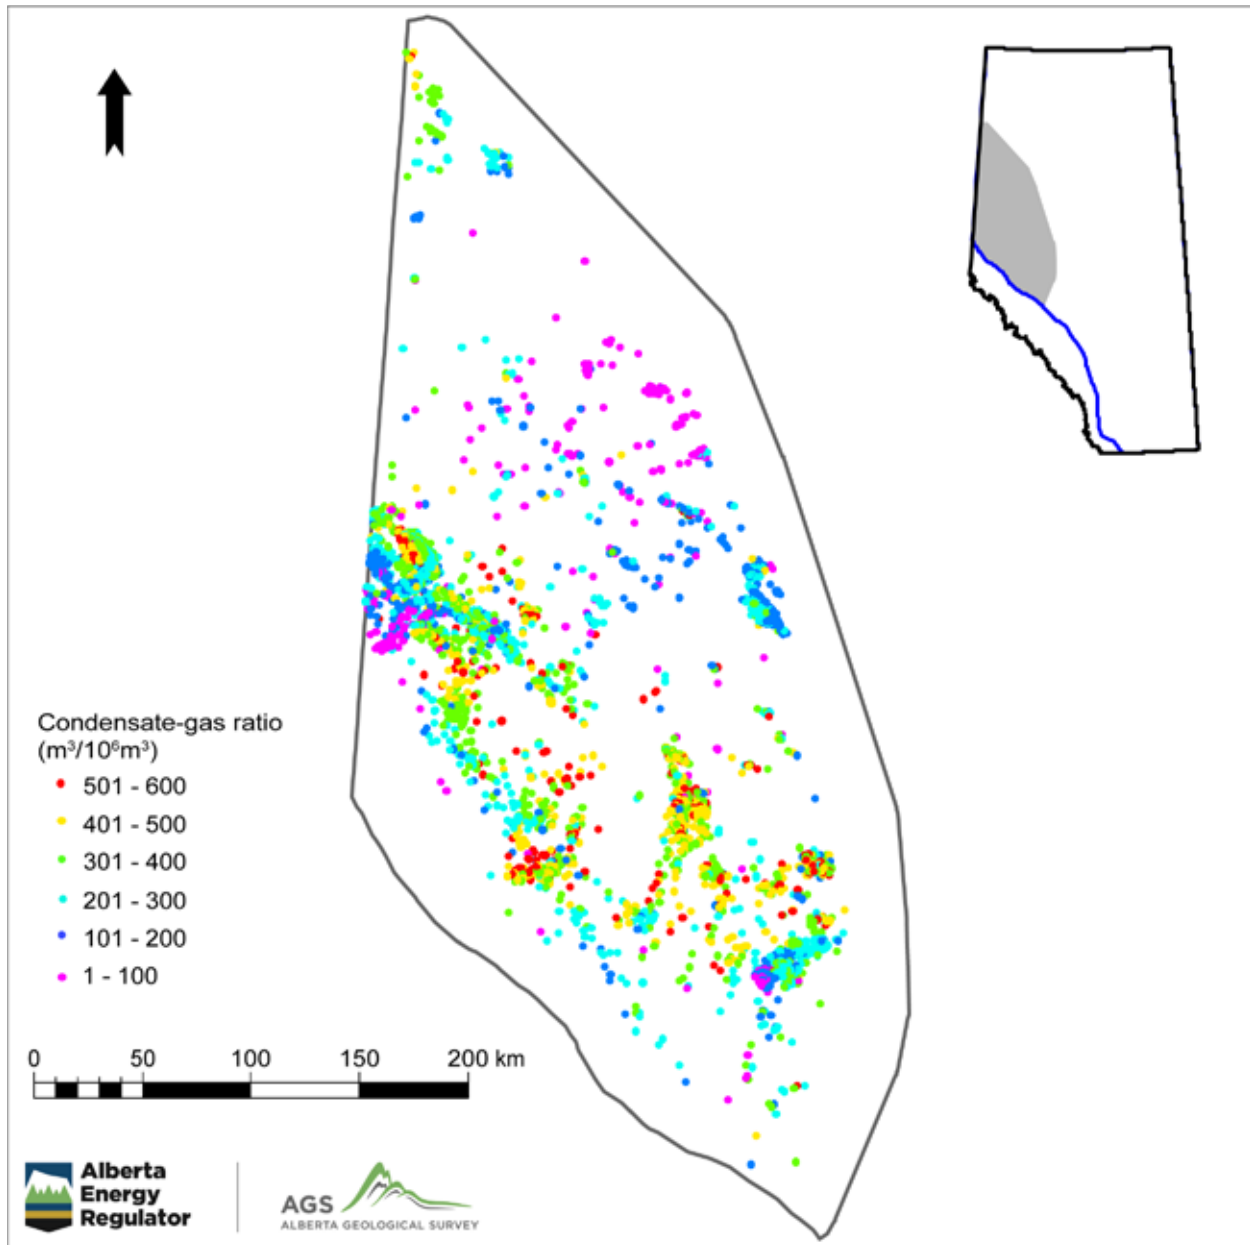 Condensate-gas ratio
(m³/10⁶m³)
501 - 600
401 - 500
301 - 400
201 - 300
101 - 200
1 - 100
0 50 100 150 200 km
Alberta
Energy
Regulator
AGS
ALBERTA GEOLOGICAL SURVEY